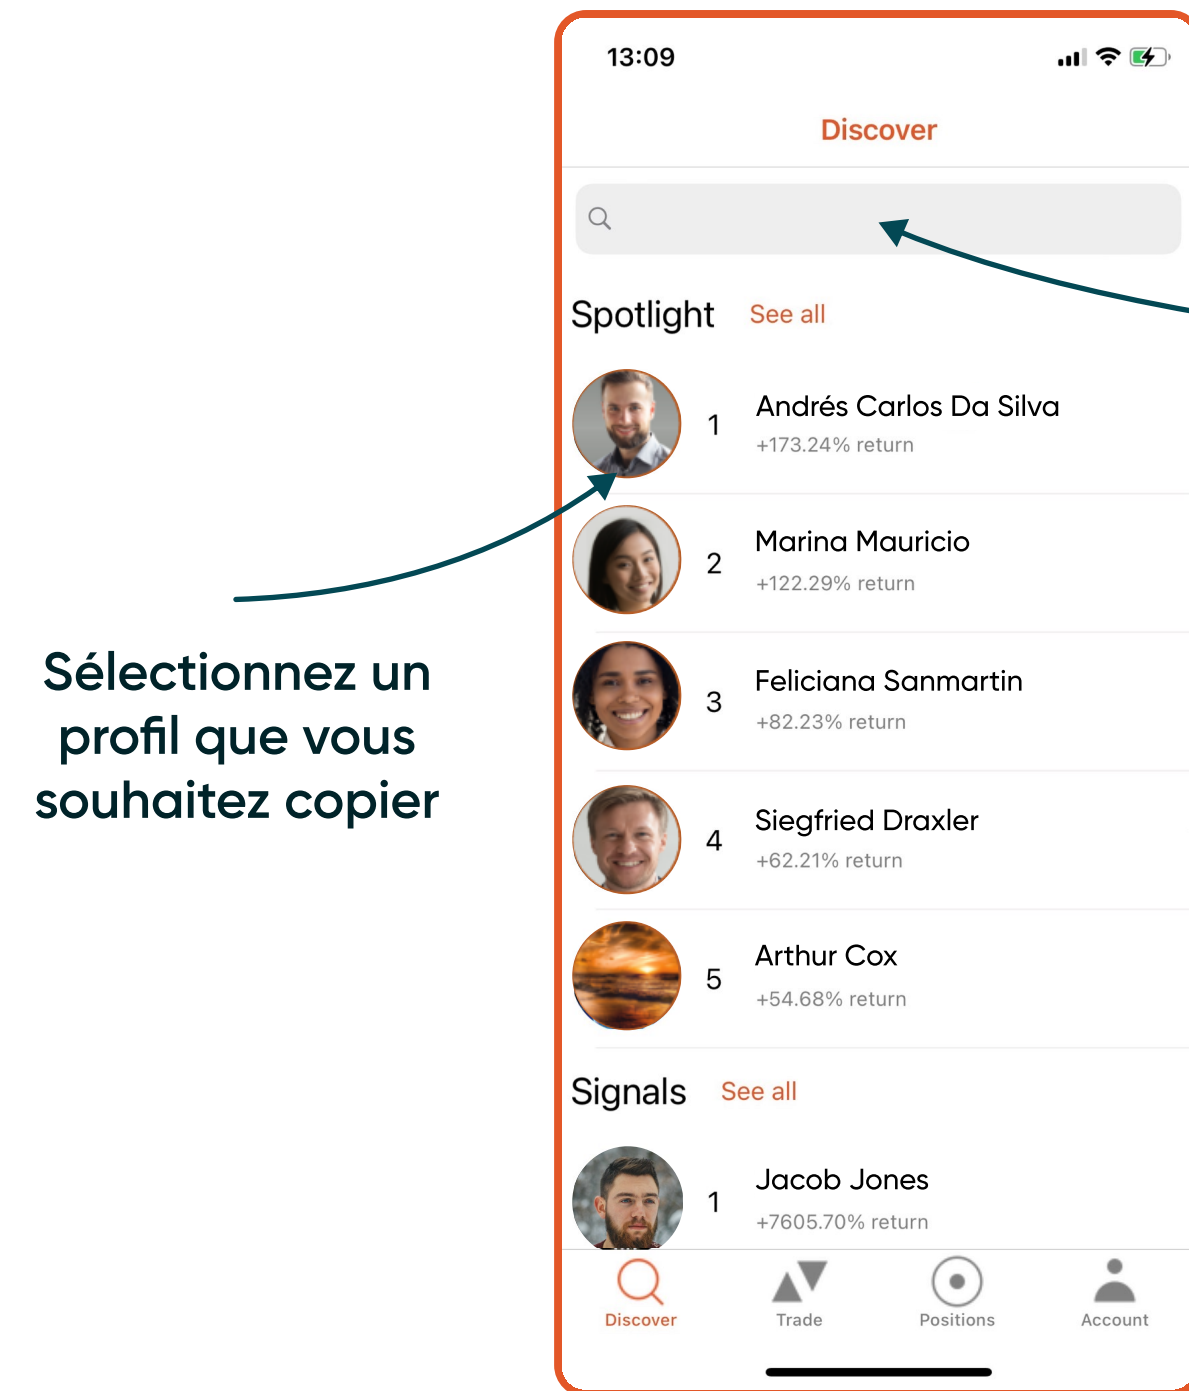 13:09
Discover
Spotlight See all
1 Andrés Carlos Da Silva
+173.24% return
2 Marina Mauricio
+122.29% return
3 Feliciana Sanmartin
+82.23% return
4 Siegfried Draxler
+62.21% return
5 Arthur Cox
+54.68% return
Signals See all
1 Jacob Jones
+7605.70% return
Discover Trade Positions Account
Sélectionnez un
profil que vous
souhaitez copier